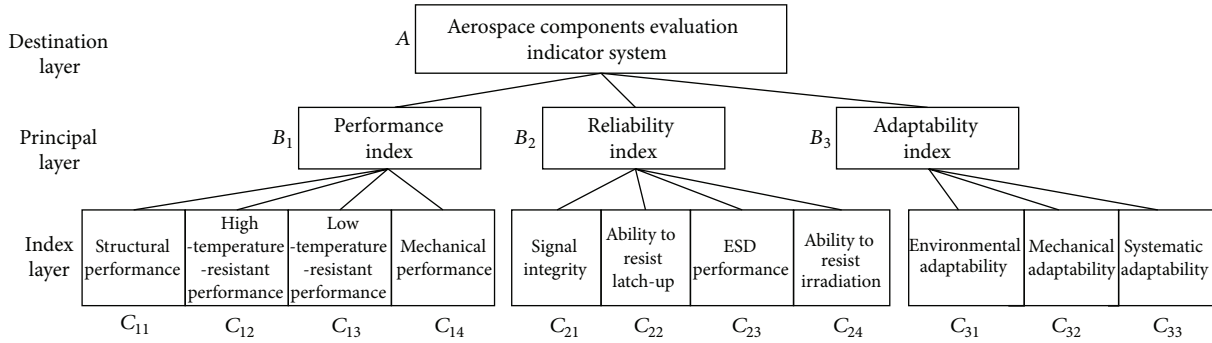 Destination
layer
A
Aerospace components evaluation
indicator system
Principal
layer
B1
Performance
index
B2
Reliability
index
B3
Adaptability
index
Index
layer
Structural
performance
High
-temperature
-resistant
performance
Low
-temperature
-resistant
performance
Mechanical
performance
Signal
integrity
Ability to
resist
latch-up
ESD
performance
Ability to
resist
irradiation
Environmental
adaptability
Mechanical
adaptability
Systematic
adaptability
C11
C12
C13
C14
C21
C22
C23
C24
C31
C32
C33